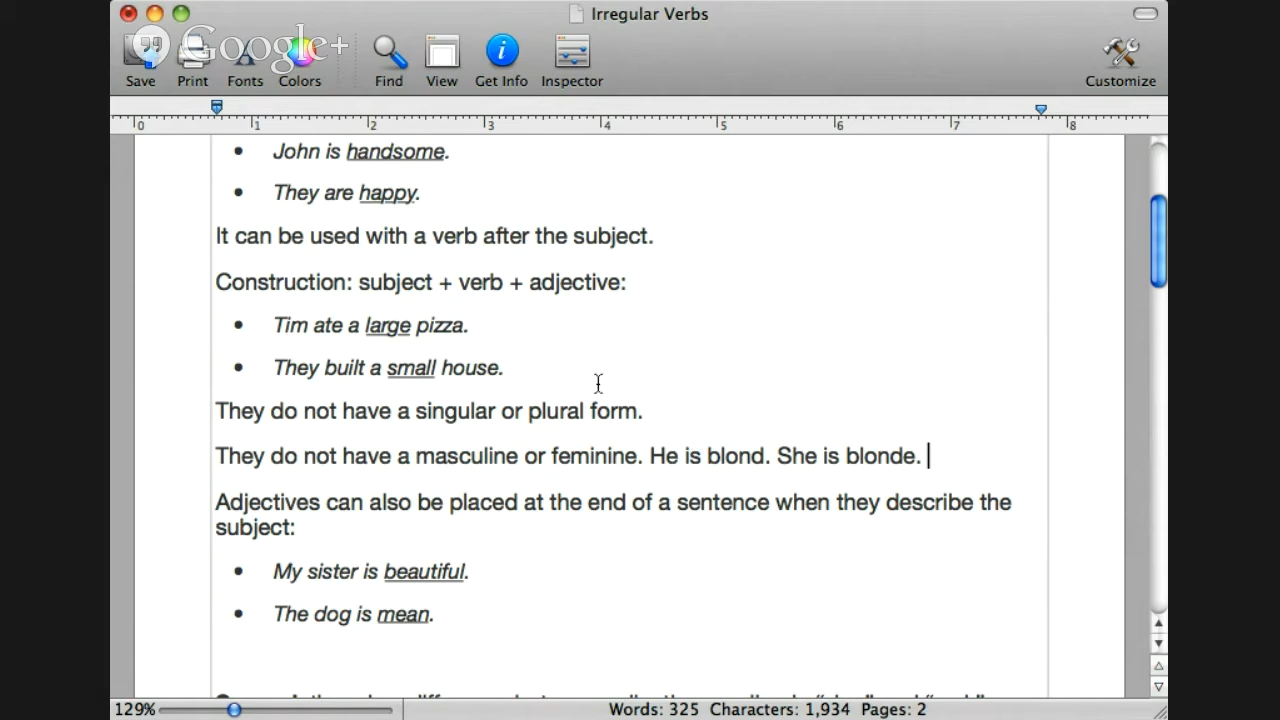 Irregular Verbs
Google+
Save Print Fonts Colors Find View Get Info Inspector Customize
0 1 2 3 4 5 6 7 8
• John is handsome.
• They are happy.
It can be used with a verb after the subject.
Construction: subject + verb + adjective:
• Tim ate a large pizza.
• They built a small house.
They do not have a singular or plural form.
They do not have a masculine or feminine. He is blond. She is blonde.
Adjectives can also be placed at the end of a sentence when they describe the
subject:
• My sister is beautiful.
• The dog is mean.
129% Words: 325 Characters: 1,934 Pages: 2